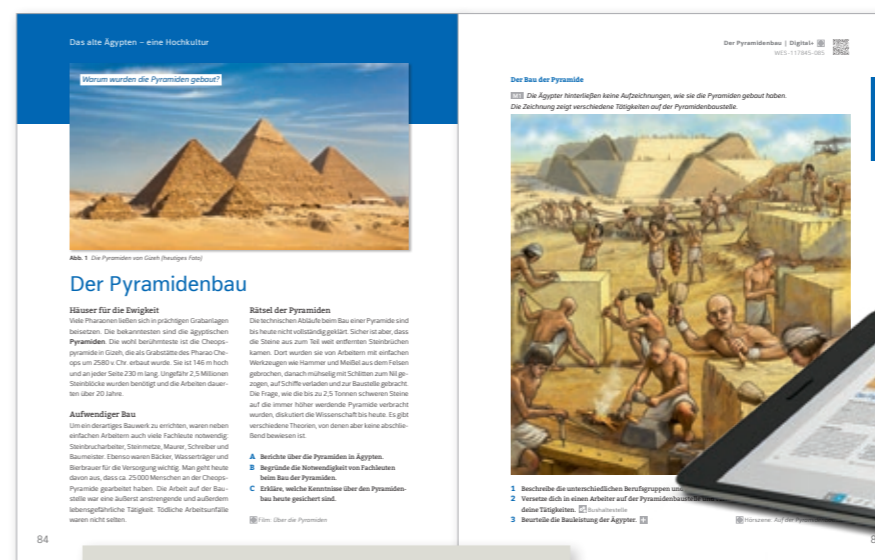 Das alte Ägypten – eine Hochkultur
Warum wurden die Pyramiden gebaut?
Abb. 1 Die Pyramiden von Gizeh (heutiges Foto)
Der Pyramidenbau
Häuser für die Ewigkeit
Viele Pharaonen ließen sich in prächtigen Grabanlagen
beisetzen. Die bekanntesten sind die ägyptischen
Pyramiden. Die wohl berühmteste ist die Cheops-
pyramide in Gizeh, die als Grabstätte des Pharao Che-
ops um 2580 v. Chr. erbaut wurde. Sie ist 146 m hoch
und an jeder Seite 230 m lang. Ungefähr 2,5 Millionen
Steinblöcke wurden benötigt und die Arbeiten dauer-
ten über 20 Jahre.
Aufwendiger Bau
Um ein derartiges Bauwerk zu errichten, waren neben
einfachen Arbeitern auch viele Fachleute notwendig:
Steinbrucharbeiter, Steinmetze, Maurer, Schreiber und
Baumeister. Ebenso waren Bäcker, Wasserträger und
Bierbrauer für die Versorgung wichtig. Man geht heute
davon aus, dass ca. 25000 Menschen an der Cheops-
Pyramide gearbeitet haben. Die Arbeit auf der Bau-
stelle war eine äußerst anstrengende und außerdem
lebensgefährliche Tätigkeit. Tödliche Arbeitsunfälle
waren nicht selten.
Rätsel der Pyramiden
Die technischen Abläufe beim Bau einer Pyramide sind
bis heute nicht vollständig geklärt. Sicher ist aber, dass
die Steine aus zum Teil weit entfernten Steinbrüchen
kamen. Dort wurden sie von Arbeitern mit einfachen
Werkzeugen wie Hammer und Meißel aus dem Felsen
gebrochen, danach mühselig mit Schlitten zum Nil ge-
zogen, auf Schiffe verladen und zur Baustelle gebracht.
Die Frage, wie die bis zu 2,5 Tonnen schweren Steine
auf die immer höher werdende Pyramide verbracht
wurden, diskutiert die Wissenschaft bis heute. Es gibt
verschiedene Theorien, von denen aber keine abschlie-
ßend bewiesen ist.
A Berichte über die Pyramiden in Ägypten.
B Begründe die Notwendigkeit von Fachleuten
beim Bau der Pyramiden.
C Erkläre, welche Kenntnisse über den Pyramiden-
bau heute gesichert sind.
Film: Über die Pyramiden
84
Der Pyramidenbau | Digital+
WES-117845-085
Der Bau der Pyramide
M1 Die Ägypter hinterließen keine Aufzeichnungen, wie sie die Pyramiden gebaut haben.
Die Zeichnung zeigt verschiedene Tätigkeiten auf der Pyramidenbaustelle.
1 Beschreibe die unterschiedlichen Berufsgruppen und
2 Versetze dich in einen Arbeiter auf der Pyramidenbaustelle und
deine Tätigkeiten. Bushaltestelle
3 Beurteile die Bauleistung der Ägypter.
Hörszene: Auf der
8